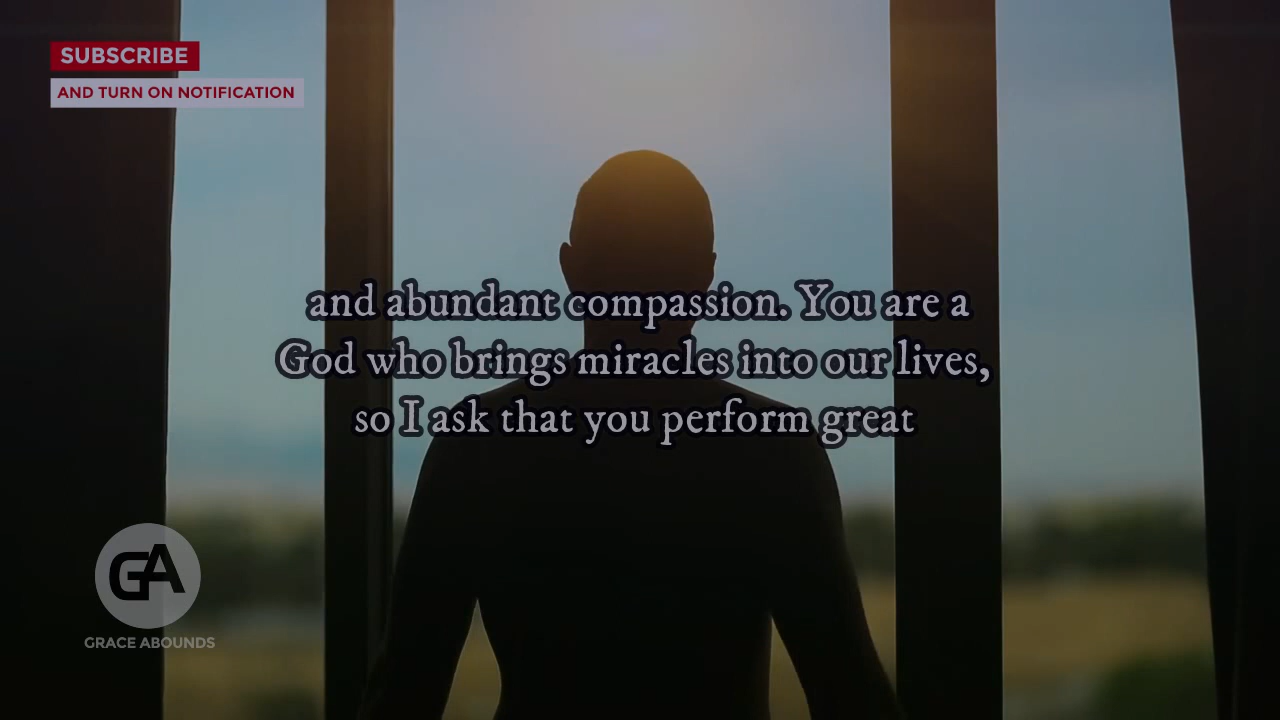 SUBSCRIBE
AND TURN ON NOTIFICATION
and abundant compassion. You are a
God who brings miracles into our lives,
so I ask that you perform great
GA
GRACE ABOUNDS